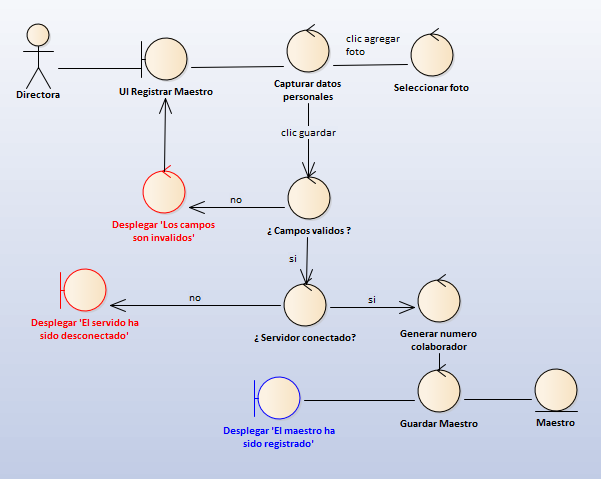 clic agregar
foto
Directora
UI Registrar Maestro
Capturar datos
personales
Seleccionar foto
clic guardar
no
Desplegar 'Los campos
son invalidos'
¿ Campos validos ?
si
no
si
Desplegar 'El servido ha
sido desconectado'
¿ Servidor conectado?
Generar numero
colaborador
Desplegar 'El maestro ha
sido registrado'
Guardar Maestro
Maestro